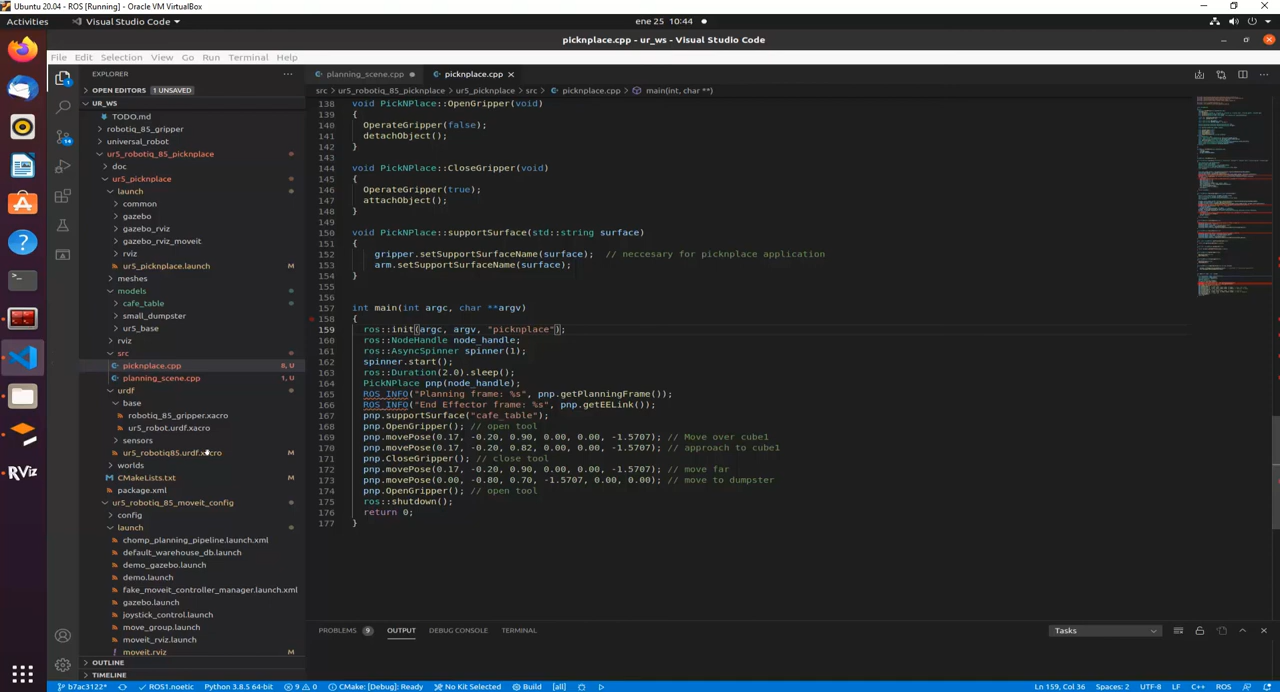 Ubuntu 20.04 - ROS [Running] - Oracle VM VirtualBox
Activities
Visual Studio Code
ene 25 10:44
picknplace.cpp - ur_ws - Visual Studio Code
File Edit Selection View Go Run Terminal Help
EXPLORER
planning_scene.cpp
picknplace.cpp
OPEN EDITORS 1 UNSAVED
src > ur5_robotiq_85_picknplace > ur5_picknplace > src > picknplace.cpp > main(int, char **)
UR_WS
TODO.md
robotiq_85_gripper
universal_robot
14
ur5_robotiq_85_picknplace
doc
ur5_picknplace
launch
common
gazebo
gazebo_rviz
gazebo_rviz_moveit
rviz
ur5_picknplace.launch M
meshes
models
cafe_table
small_dumpster
ur5_base
rviz
src
picknplace.cpp 8, U
planning_scene.cpp 1, U
urdf
base
robotiq_85_gripper.xacro
ur5_robot.urdf.xacro
sensors
ur5_robotiq85.urdf.xacro M
worlds
CMakeLists.txt M
package.xml
ur5_robotiq_85_moveit_config
config
launch
chomp_planning_pipeline.launch.xml
default_warehouse_db.launch
demo_gazebo.launch
demo.launch
fake_moveit_controller_manager.launch.xml
gazebo.launch
joystick_control.launch
move_group.launch
moveit_rviz.launch
moveit.rviz M
OUTLINE
TIMELINE
RViz
138 void PickNPlace::OpenGripper(void)
139 {
140 OperateGripper(false);
141 detachObject();
142 }
143
144 void PickNPlace::CloseGripper(void)
145 {
146 OperateGripper(true);
147 attachObject();
148 }
149
150 void PickNPlace::supportSurface(std::string surface)
151 {
152 gripper.setSupportSurfaceName(surface); // neccesary for picknplace application
153 arm.setSupportSurfaceName(surface);
154 }
155
156
157 int main(int argc, char **argv)
158 {
159 ros::init(argc, argv, "picknplace");
160 ros::NodeHandle node_handle;
161 ros::AsyncSpinner spinner(1);
162 spinner.start();
163 ros::Duration(2.0).sleep();
164 PickNPlace pnp(node_handle);
165 ROS_INFO("Planning frame: %s", pnp.getPlanningFrame());
166 ROS_INFO("End Effector frame: %s", pnp.getEELink());
167 pnp.supportSurface("cafe_table");
168 pnp.OpenGripper(); // open tool
169 pnp.movePose(0.17, -0.20, 0.90, 0.00, 0.00, -1.5707); // Move over cube1
170 pnp.movePose(0.17, -0.20, 0.82, 0.00, 0.00, -1.5707); // approach to cube1
171 pnp.CloseGripper(); // close tool
172 pnp.movePose(0.17, -0.20, 0.90, 0.00, 0.00, -1.5707); // move far
173 pnp.movePose(0.00, -0.80, 0.70, -1.5707, 0.00, 0.00); // move to dumpster
174 pnp.OpenGripper(); // open tool
175 ros::shutdown();
176 return 0;
177 }
PROBLEMS 9 OUTPUT DEBUG CONSOLE TERMINAL
Tasks
b7ac3122* ROS1.noetic Python 3.8.5 64-bit 9 0 CMake: [Debug]: Ready No Kit Selected Build [all] Ln 159, Col 36 Spaces: 2 UTF-8 LF C++ ROS